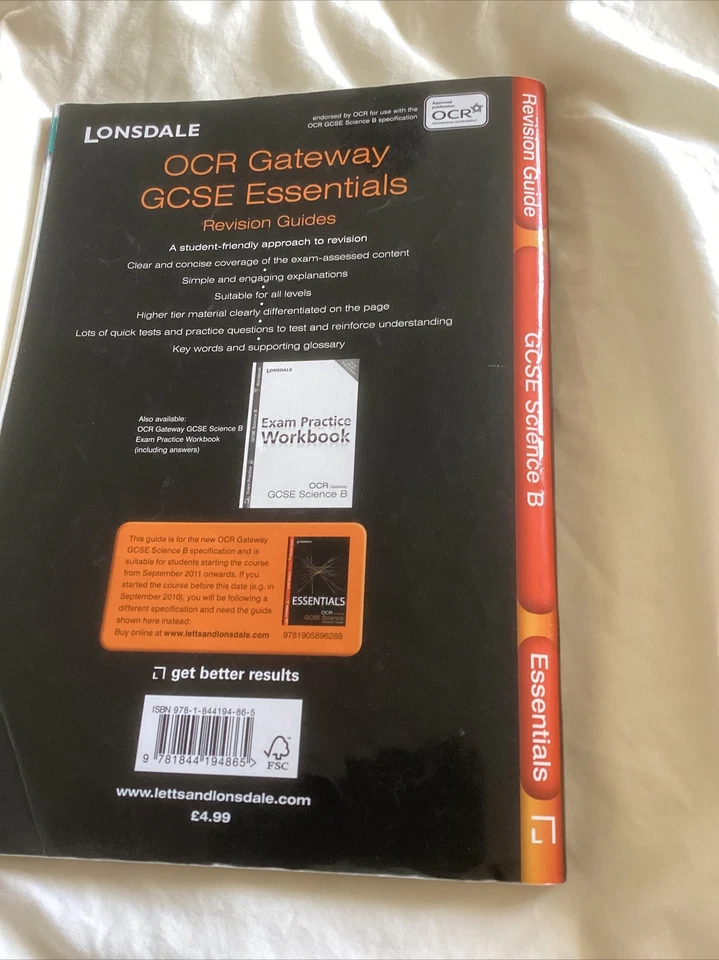 LONSDALE
endorsed by OCR for use with the
OCR GCSE Science B specification
Approved
publication
OCR
OCR Gateway
GCSE Essentials
Revision Guides
A student-friendly approach to revision
Clear and concise coverage of the exam-assessed content
•
Simple and engaging explanations
•
Suitable for all levels
•
Higher tier material clearly differentiated on the page
•
Lots of quick tests and practice questions to test and reinforce understanding
•
Key words and supporting glossary
Also available:
OCR Gateway GCSE Science B
Exam Practice Workbook
(including answers)
LONSDALE
Exam Practice
Workbook
OCR Gateway
GCSE Science B
This guide is for the new OCR Gateway
GCSE Science B specification and is
suitable for students starting the course
from September 2011 onwards. If you
started the course before this date (e.g. in
September 2010), you will be following a
different specification and need the guide
shown here instead:
Buy online at www.lettsandlonsdale.com
ESSENTIALS
OCR
GCSE Science
9781905896288
get better results
ISBN 978-1-844194-86-5
9 781844 194865 >
FSC
www.lettsandlonsdale.com
£4.99
Revision Guide
GCSE Science B
Essentials